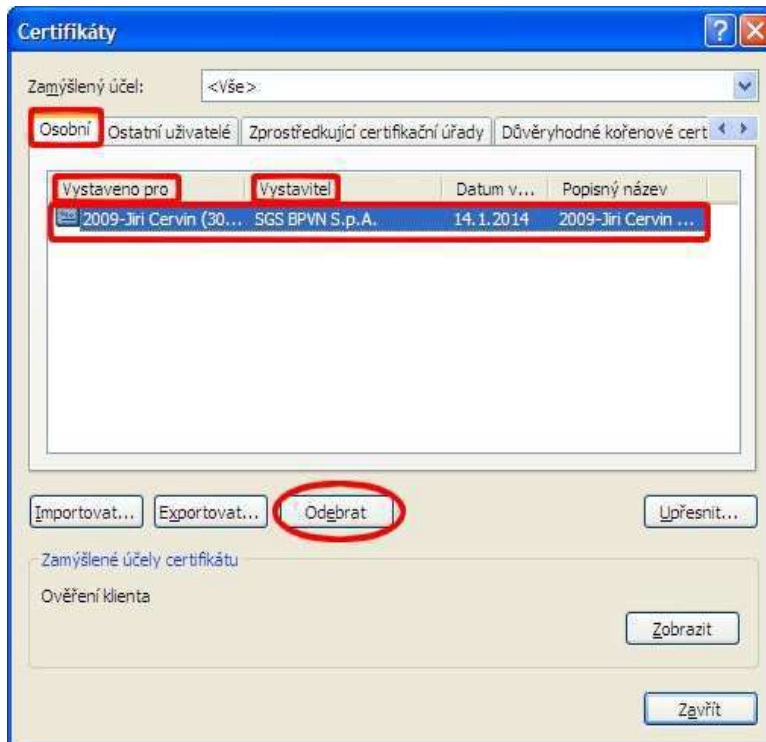 Certifikáty
Zamýšlený účel: <Vše>
Osobní Ostatní uživatelé Zprostředkující certifikační úřady Důvěryhodné kořenové cert
Vystaveno pro Vystavitel Datum v... Popisný název
2009-Jiri Cervin (30... SGS BPVN S.p.A. 14.1.2014 2009-Jiri Cervin ...
Importovat... Exportovat... Odebrat Upřesnit...
Zamýšlené účely certifikátu
Ověření klienta
Zobrazit
Zavřít